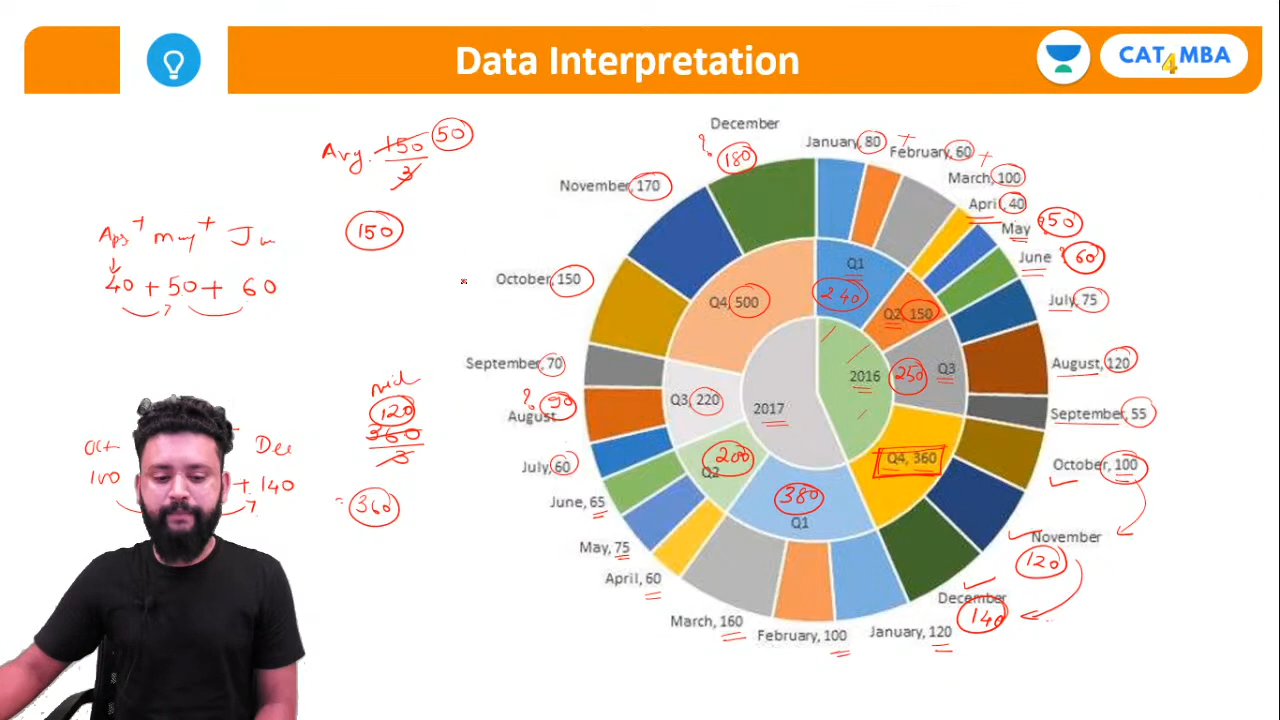 Data Interpretation
CAT4MBA
Avg. 150/3 50
150
Apr + May + Jun
40 + 50 + 60
?
mid
120
360/3
= 360
Oct Dec
100 + 140
?
December
? 180
January, 80 +
February, 60 +
March, 100
April, 40
May ? 50
June ? 60
July, 75
August, 120
September, 55
October, 100
November
120
December
140
January, 120
February, 100
March, 160
April, 60
May, 75
June, 65
July, 60
? 90
August
September, 70
October, 150
November, 170
Q1
240
Q2, 150
Q3
250
Q4, 360
2016
2017
Q1
380
Q2
200
Q3, 220
Q4, 500